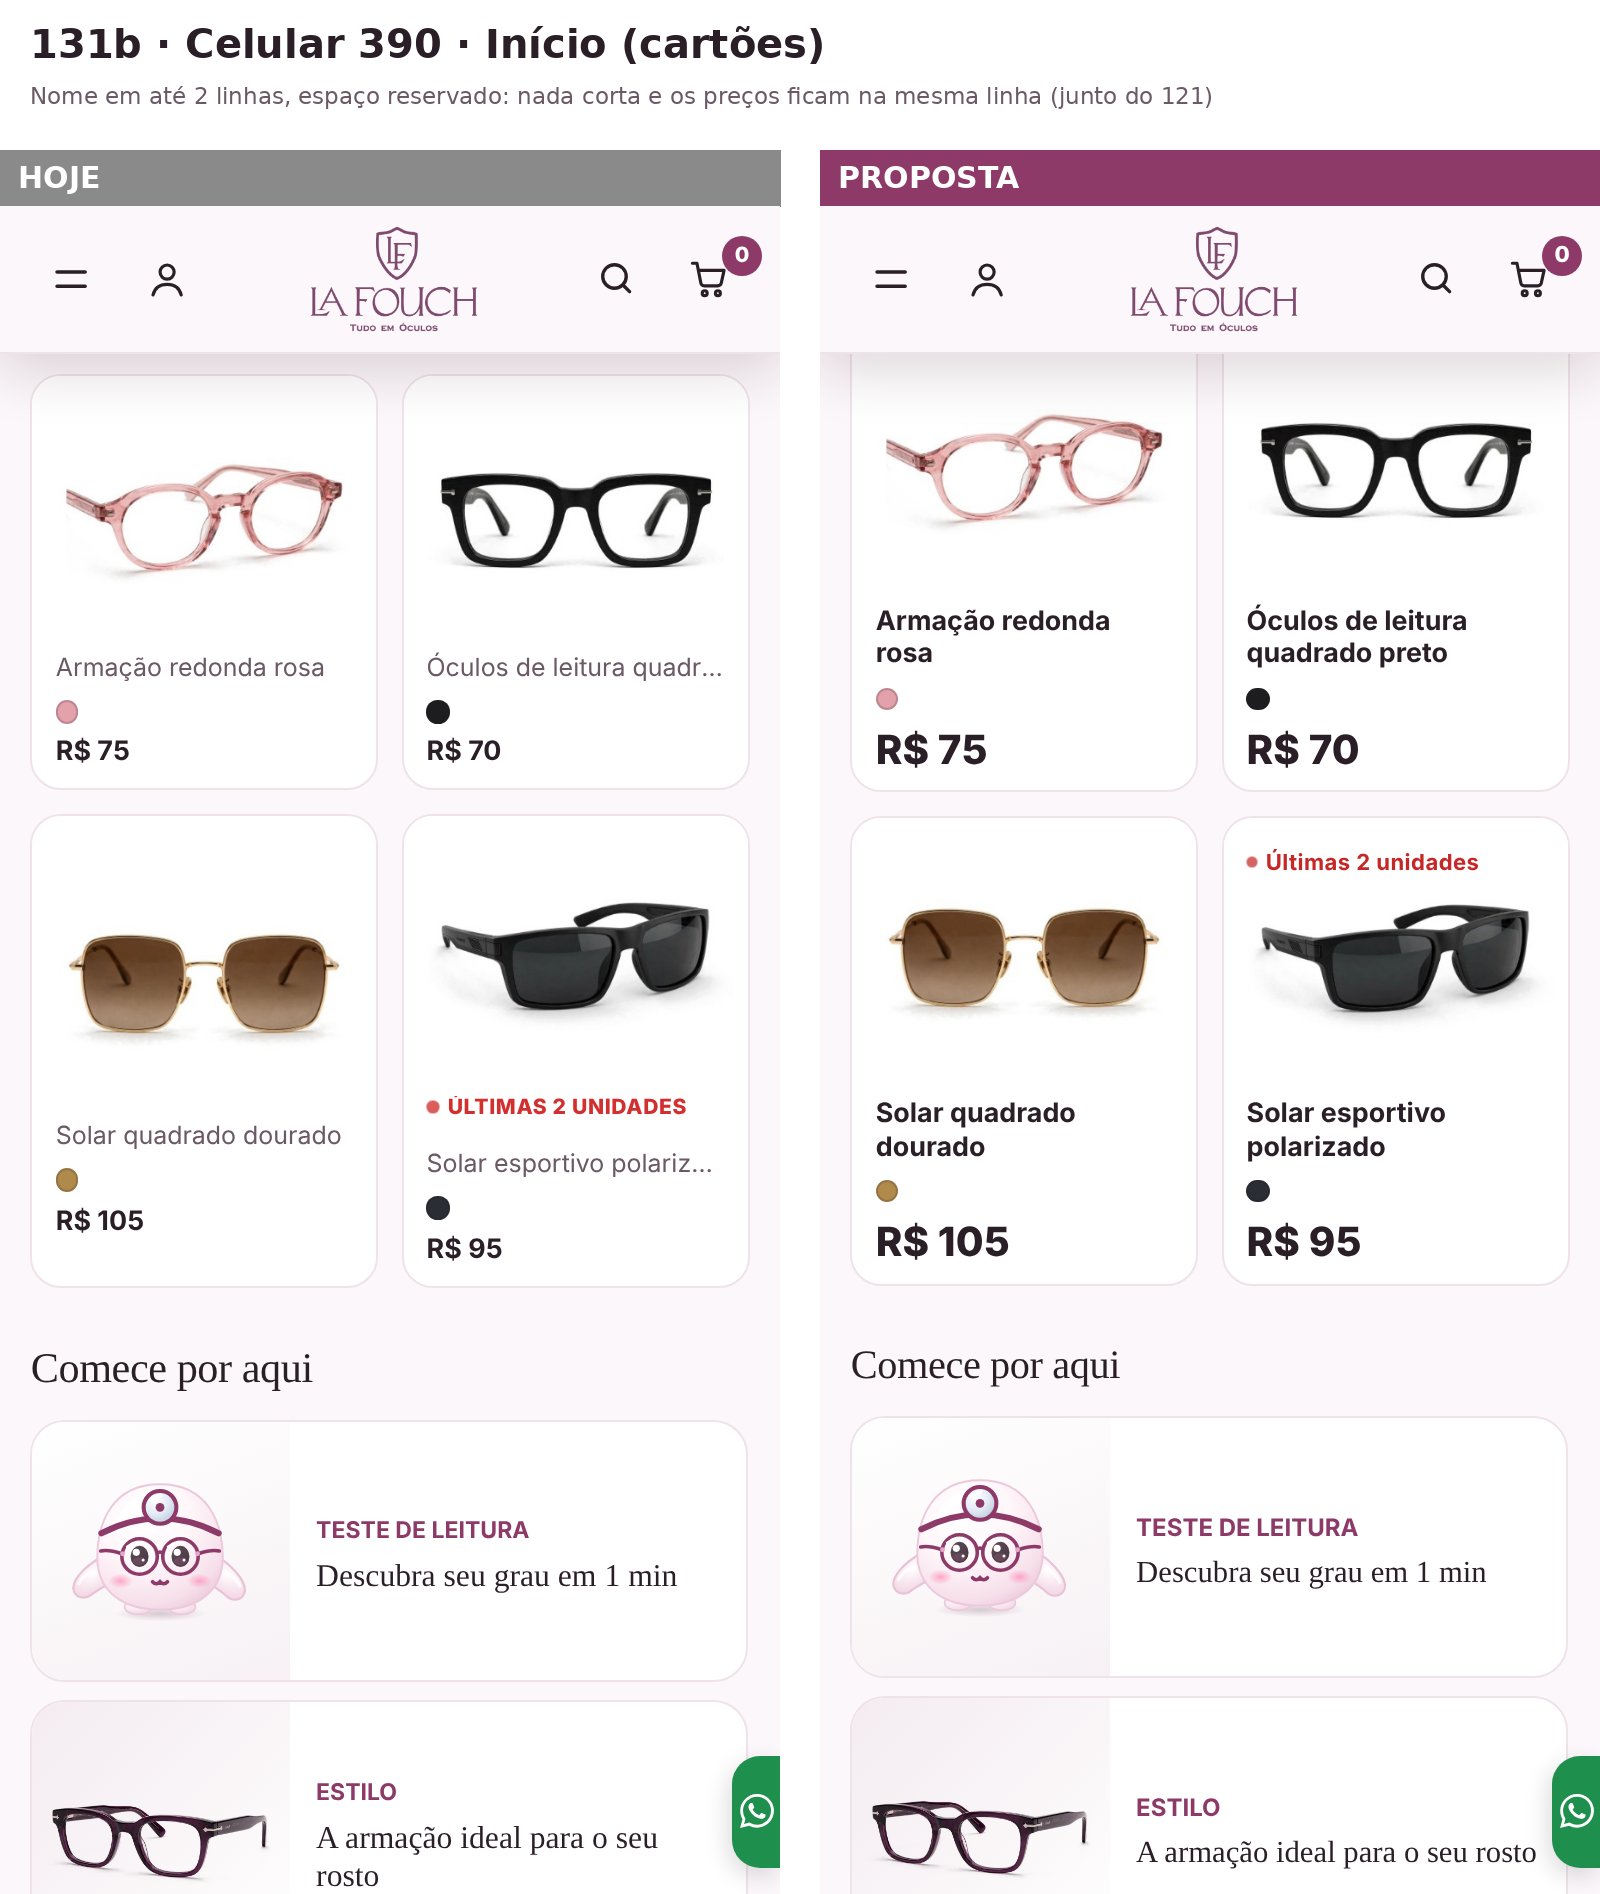 131b · Celular 390 · Início (cartões)
Nome em até 2 linhas, espaço reservado: nada corta e os preços ficam na mesma linha (junto do 121)
HOJE
LF
LA FOUCH
TUDO EM ÓCULOS
0
Armação redonda rosa
R$ 75
Óculos de leitura quadr...
R$ 70
Solar quadrado dourado
R$ 105
ÚLTIMAS 2 UNIDADES
Solar esportivo polariz...
R$ 95
Comece por aqui
TESTE DE LEITURA
Descubra seu grau em 1 min
ESTILO
A armação ideal para o seu
rosto
PROPOSTA
LF
LA FOUCH
TUDO EM ÓCULOS
0
Armação redonda
rosa
R$ 75
Óculos de leitura
quadrado preto
R$ 70
Solar quadrado
dourado
R$ 105
Últimas 2 unidades
Solar esportivo
polarizado
R$ 95
Comece por aqui
TESTE DE LEITURA
Descubra seu grau em 1 min
ESTILO
A armação ideal para o seu rosto